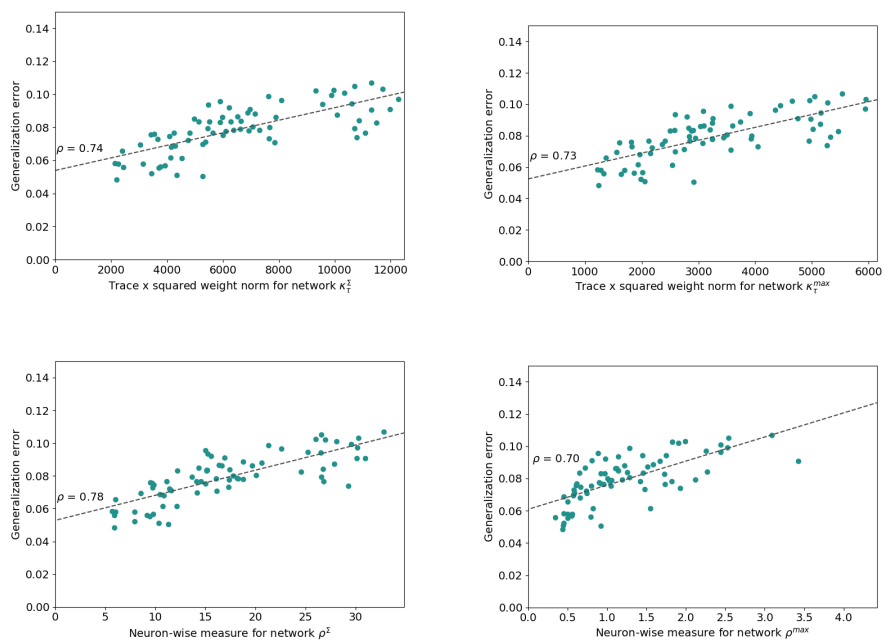 0.14
0.12
0.10
0.08
0.06
0.04
0.02
0.00
Generalization error
ρ = 0.74
0 2000 4000 6000 8000 10000 12000
Trace x squared weight norm for network κ_τ^Σ
0.14
0.12
0.10
0.08
0.06
0.04
0.02
0.00
Generalization error
ρ = 0.73
0 1000 2000 3000 4000 5000 6000
Trace x squared weight norm for network κ_τ^max
0.14
0.12
0.10
0.08
0.06
0.04
0.02
0.00
Generalization error
ρ = 0.78
0 5 10 15 20 25 30
Neuron-wise measure for network ρ^Σ
0.14
0.12
0.10
0.08
0.06
0.04
0.02
0.00
Generalization error
ρ = 0.70
0.0 0.5 1.0 1.5 2.0 2.5 3.0 3.5 4.0
Neuron-wise measure for network ρ^max